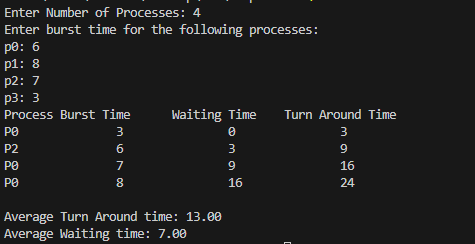 Enter Number of Processes: 4
Enter burst time for the following processes:
p0: 6
p1: 8
p2: 7
p3: 3
Process Burst Time Waiting Time Turn Around Time
P0 3 0 3
P2 6 3 9
P0 7 9 16
P0 8 16 24
Average Turn Around time: 13.00
Average Waiting time: 7.00